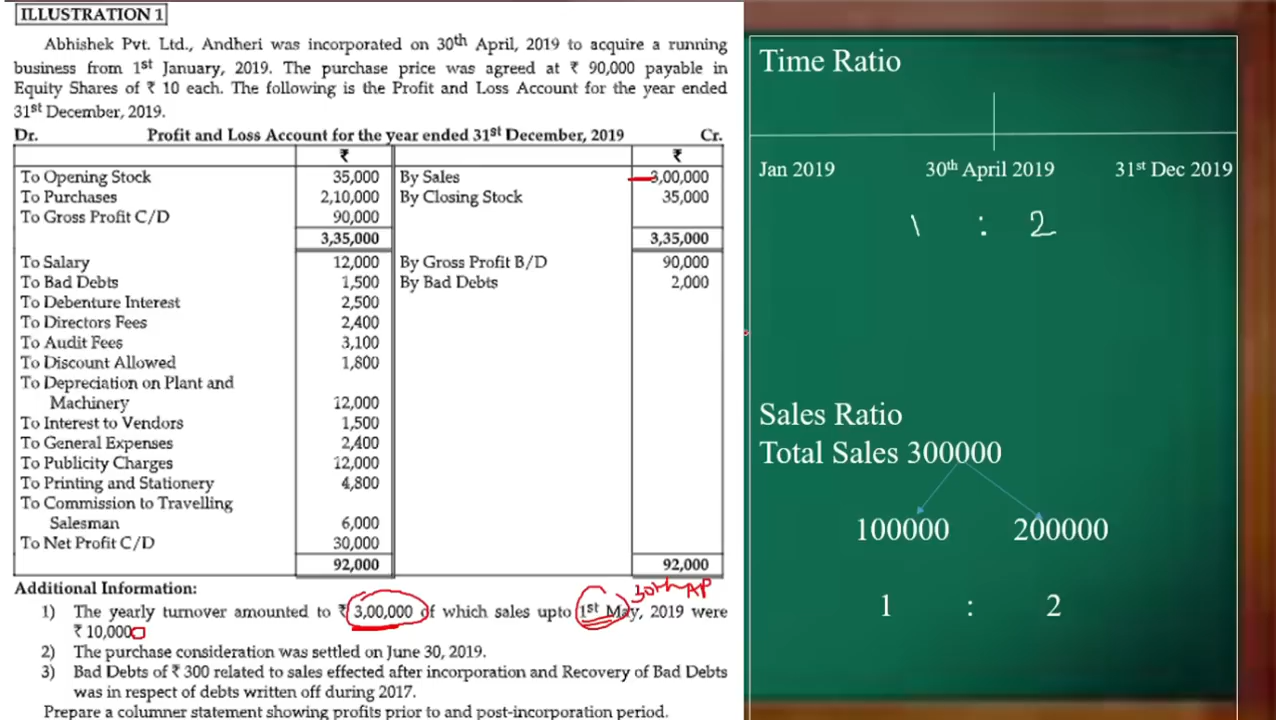 ILLUSTRATION 1
Abhishek Pvt. Ltd., Andheri was incorporated on 30th April, 2019 to acquire a running
business from 1st January, 2019. The purchase price was agreed at ₹ 90,000 payable in
Equity Shares of ₹ 10 each. The following is the Profit and Loss Account for the year ended
31st December, 2019.
Dr. Profit and Loss Account for the year ended 31st December, 2019 Cr.
₹ ₹
To Opening Stock 35,000 By Sales 3,00,000
To Purchases 2,10,000 By Closing Stock 35,000
To Gross Profit C/D 90,000
3,35,000 3,35,000
To Salary 12,000 By Gross Profit B/D 90,000
To Bad Debts 1,500 By Bad Debts 2,000
To Debenture Interest 2,500
To Directors Fees 2,400
To Audit Fees 3,100
To Discount Allowed 1,800
To Depreciation on Plant and
Machinery 12,000
To Interest to Vendors 1,500
To General Expenses 2,400
To Publicity Charges 12,000
To Printing and Stationery 4,800
To Commission to Travelling
Salesman 6,000
To Net Profit C/D 30,000
92,000 92,000
Additional Information:
30th AP
1) The yearly turnover amounted to ₹ 3,00,000 of which sales upto 1st May, 2019 were
₹ 10,0000
2) The purchase consideration was settled on June 30, 2019.
3) Bad Debts of ₹ 300 related to sales effected after incorporation and Recovery of Bad Debts
was in respect of debts written off during 2017.
Prepare a columner statement showing profits prior to and post-incorporation period.
Time Ratio
Jan 2019 30th April 2019 31st Dec 2019
1 : 2
Sales Ratio
Total Sales 300000
100000 200000
1 : 2